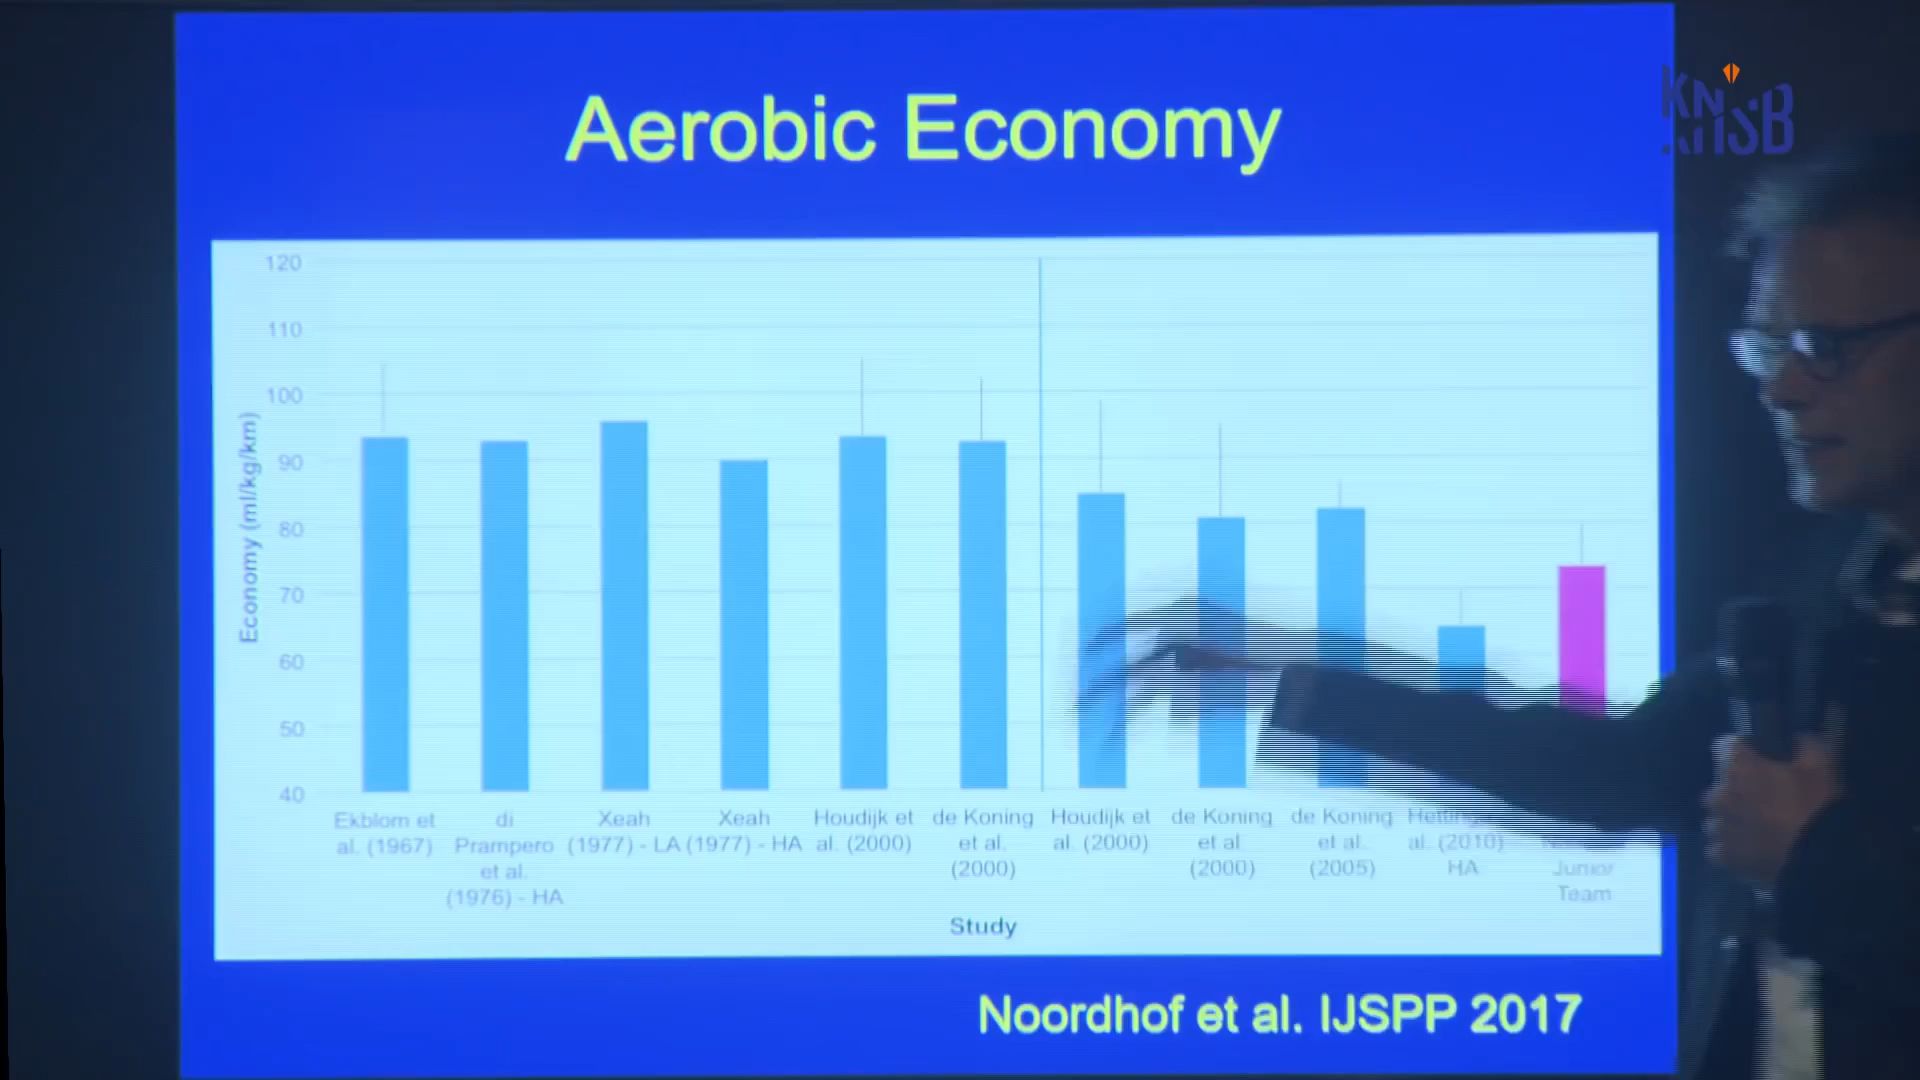 KNSB
Aerobic Economy
120
110
100
90
80
70
60
50
40
Economy (ml/kg/km)
Ekblom et
al. (1967)
di
Prampero
et al.
(1976) - HA
Xeah
(1977) - LA
Xeah
(1977) - HA
Houdijk et
al. (2000)
de Koning
et al.
(2000)
Houdijk et
al. (2000)
de Koning
et al
(2000)
de Koning
et al.
(2005)
al. (2010)
HA
Junior
Team
Study
Noordhof et al. IJSPP 2017